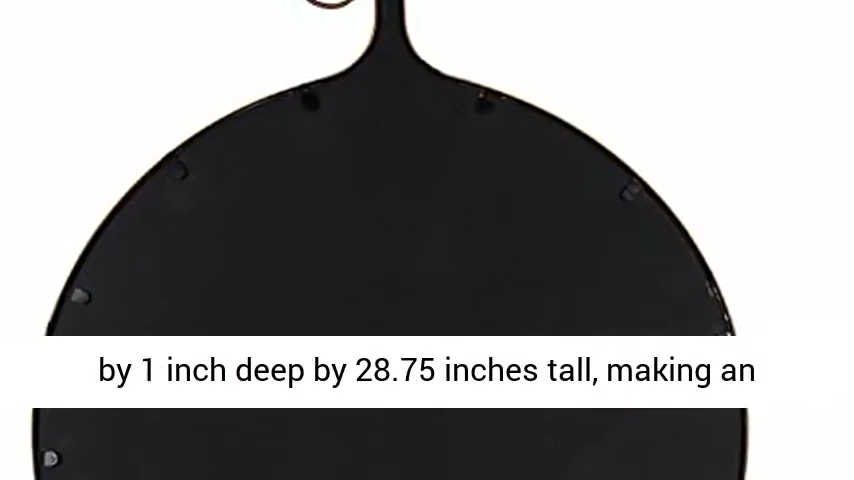 by 1 inch deep by 28.75 inches tall, making an